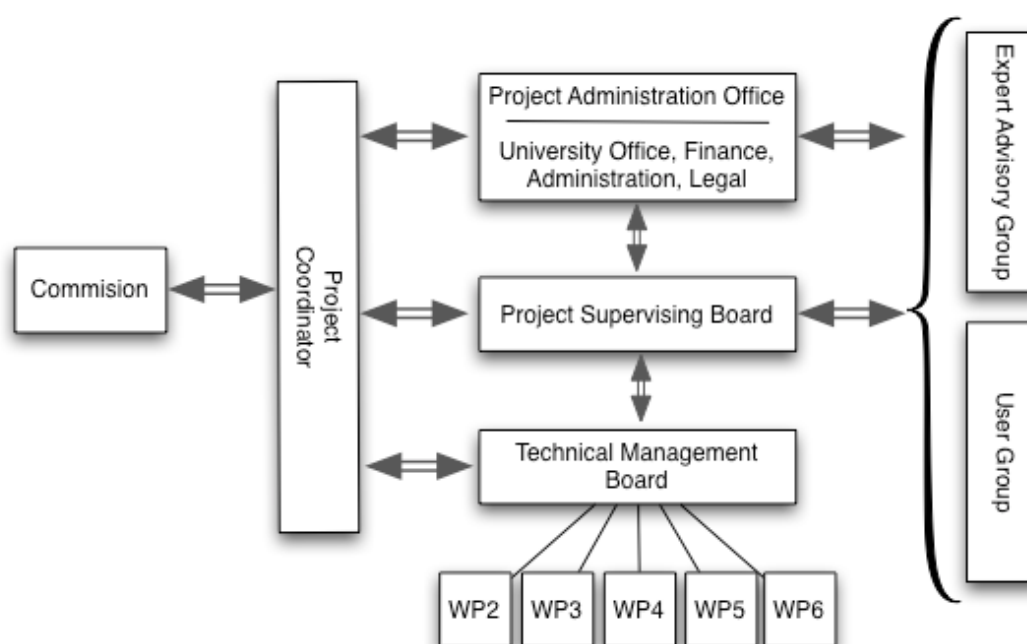 Commision
Project
Coordinator
Project Administration Office
University Office, Finance,
Administration, Legal
Project Supervising Board
Technical Management
Board
WP2
WP3
WP4
WP5
WP6
Expert Advisory Group
User Group